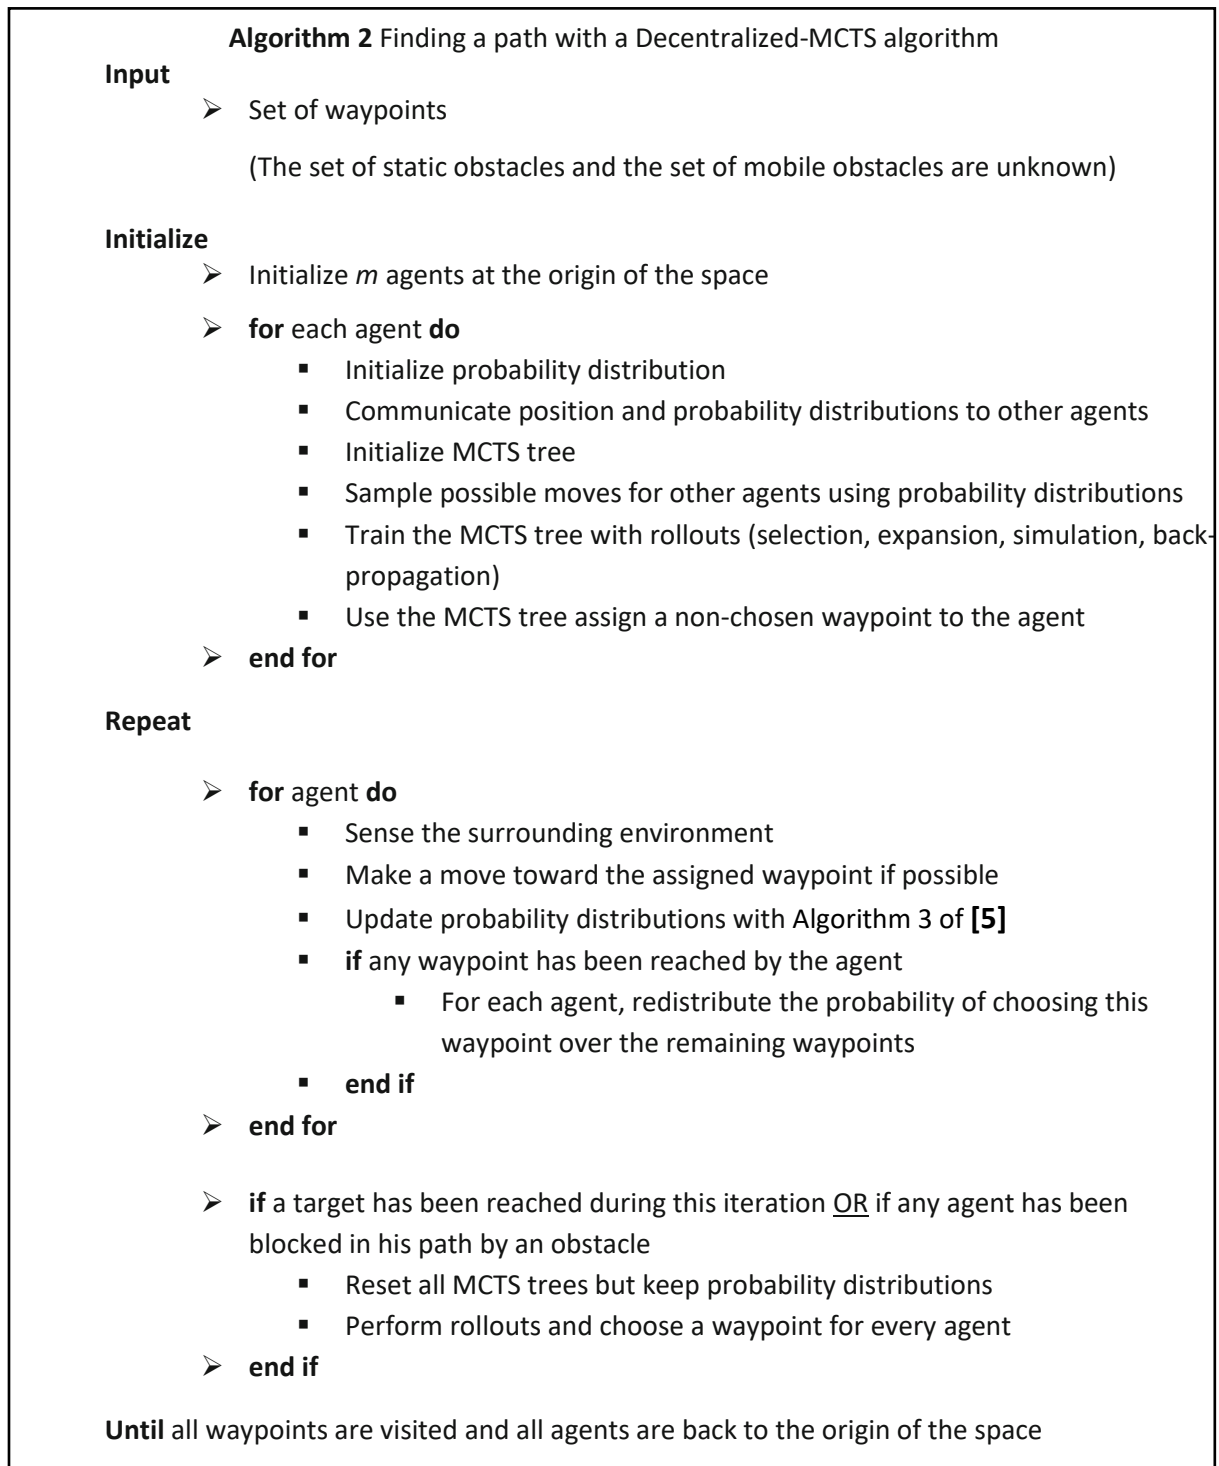 Algorithm 2 Finding a path with a Decentralized-MCTS algorithm
Input
➢ Set of waypoints
(The set of static obstacles and the set of mobile obstacles are unknown)
Initialize
➢ Initialize m agents at the origin of the space
➢ for each agent do
▪ Initialize probability distribution
▪ Communicate position and probability distributions to other agents
▪ Initialize MCTS tree
▪ Sample possible moves for other agents using probability distributions
▪ Train the MCTS tree with rollouts (selection, expansion, simulation, back-
propagation)
▪ Use the MCTS tree assign a non-chosen waypoint to the agent
➢ end for
Repeat
➢ for agent do
▪ Sense the surrounding environment
▪ Make a move toward the assigned waypoint if possible
▪ Update probability distributions with Algorithm 3 of [5]
▪ if any waypoint has been reached by the agent
▪ For each agent, redistribute the probability of choosing this
waypoint over the remaining waypoints
▪ end if
➢ end for
➢ if a target has been reached during this iteration OR if any agent has been
blocked in his path by an obstacle
▪ Reset all MCTS trees but keep probability distributions
▪ Perform rollouts and choose a waypoint for every agent
➢ end if
Until all waypoints are visited and all agents are back to the origin of the space